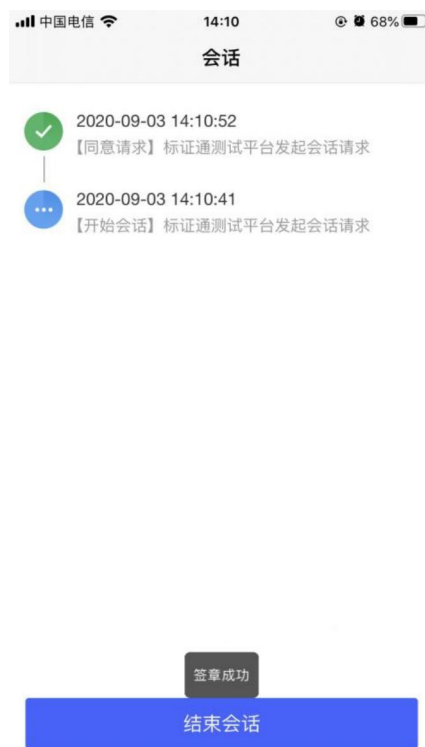 中国电信 14:10 68%
会话
2020-09-03 14:10:52
【同意请求】标证通测试平台发起会话请求
2020-09-03 14:10:41
【开始会话】标证通测试平台发起会话请求
签章成功
结束会话